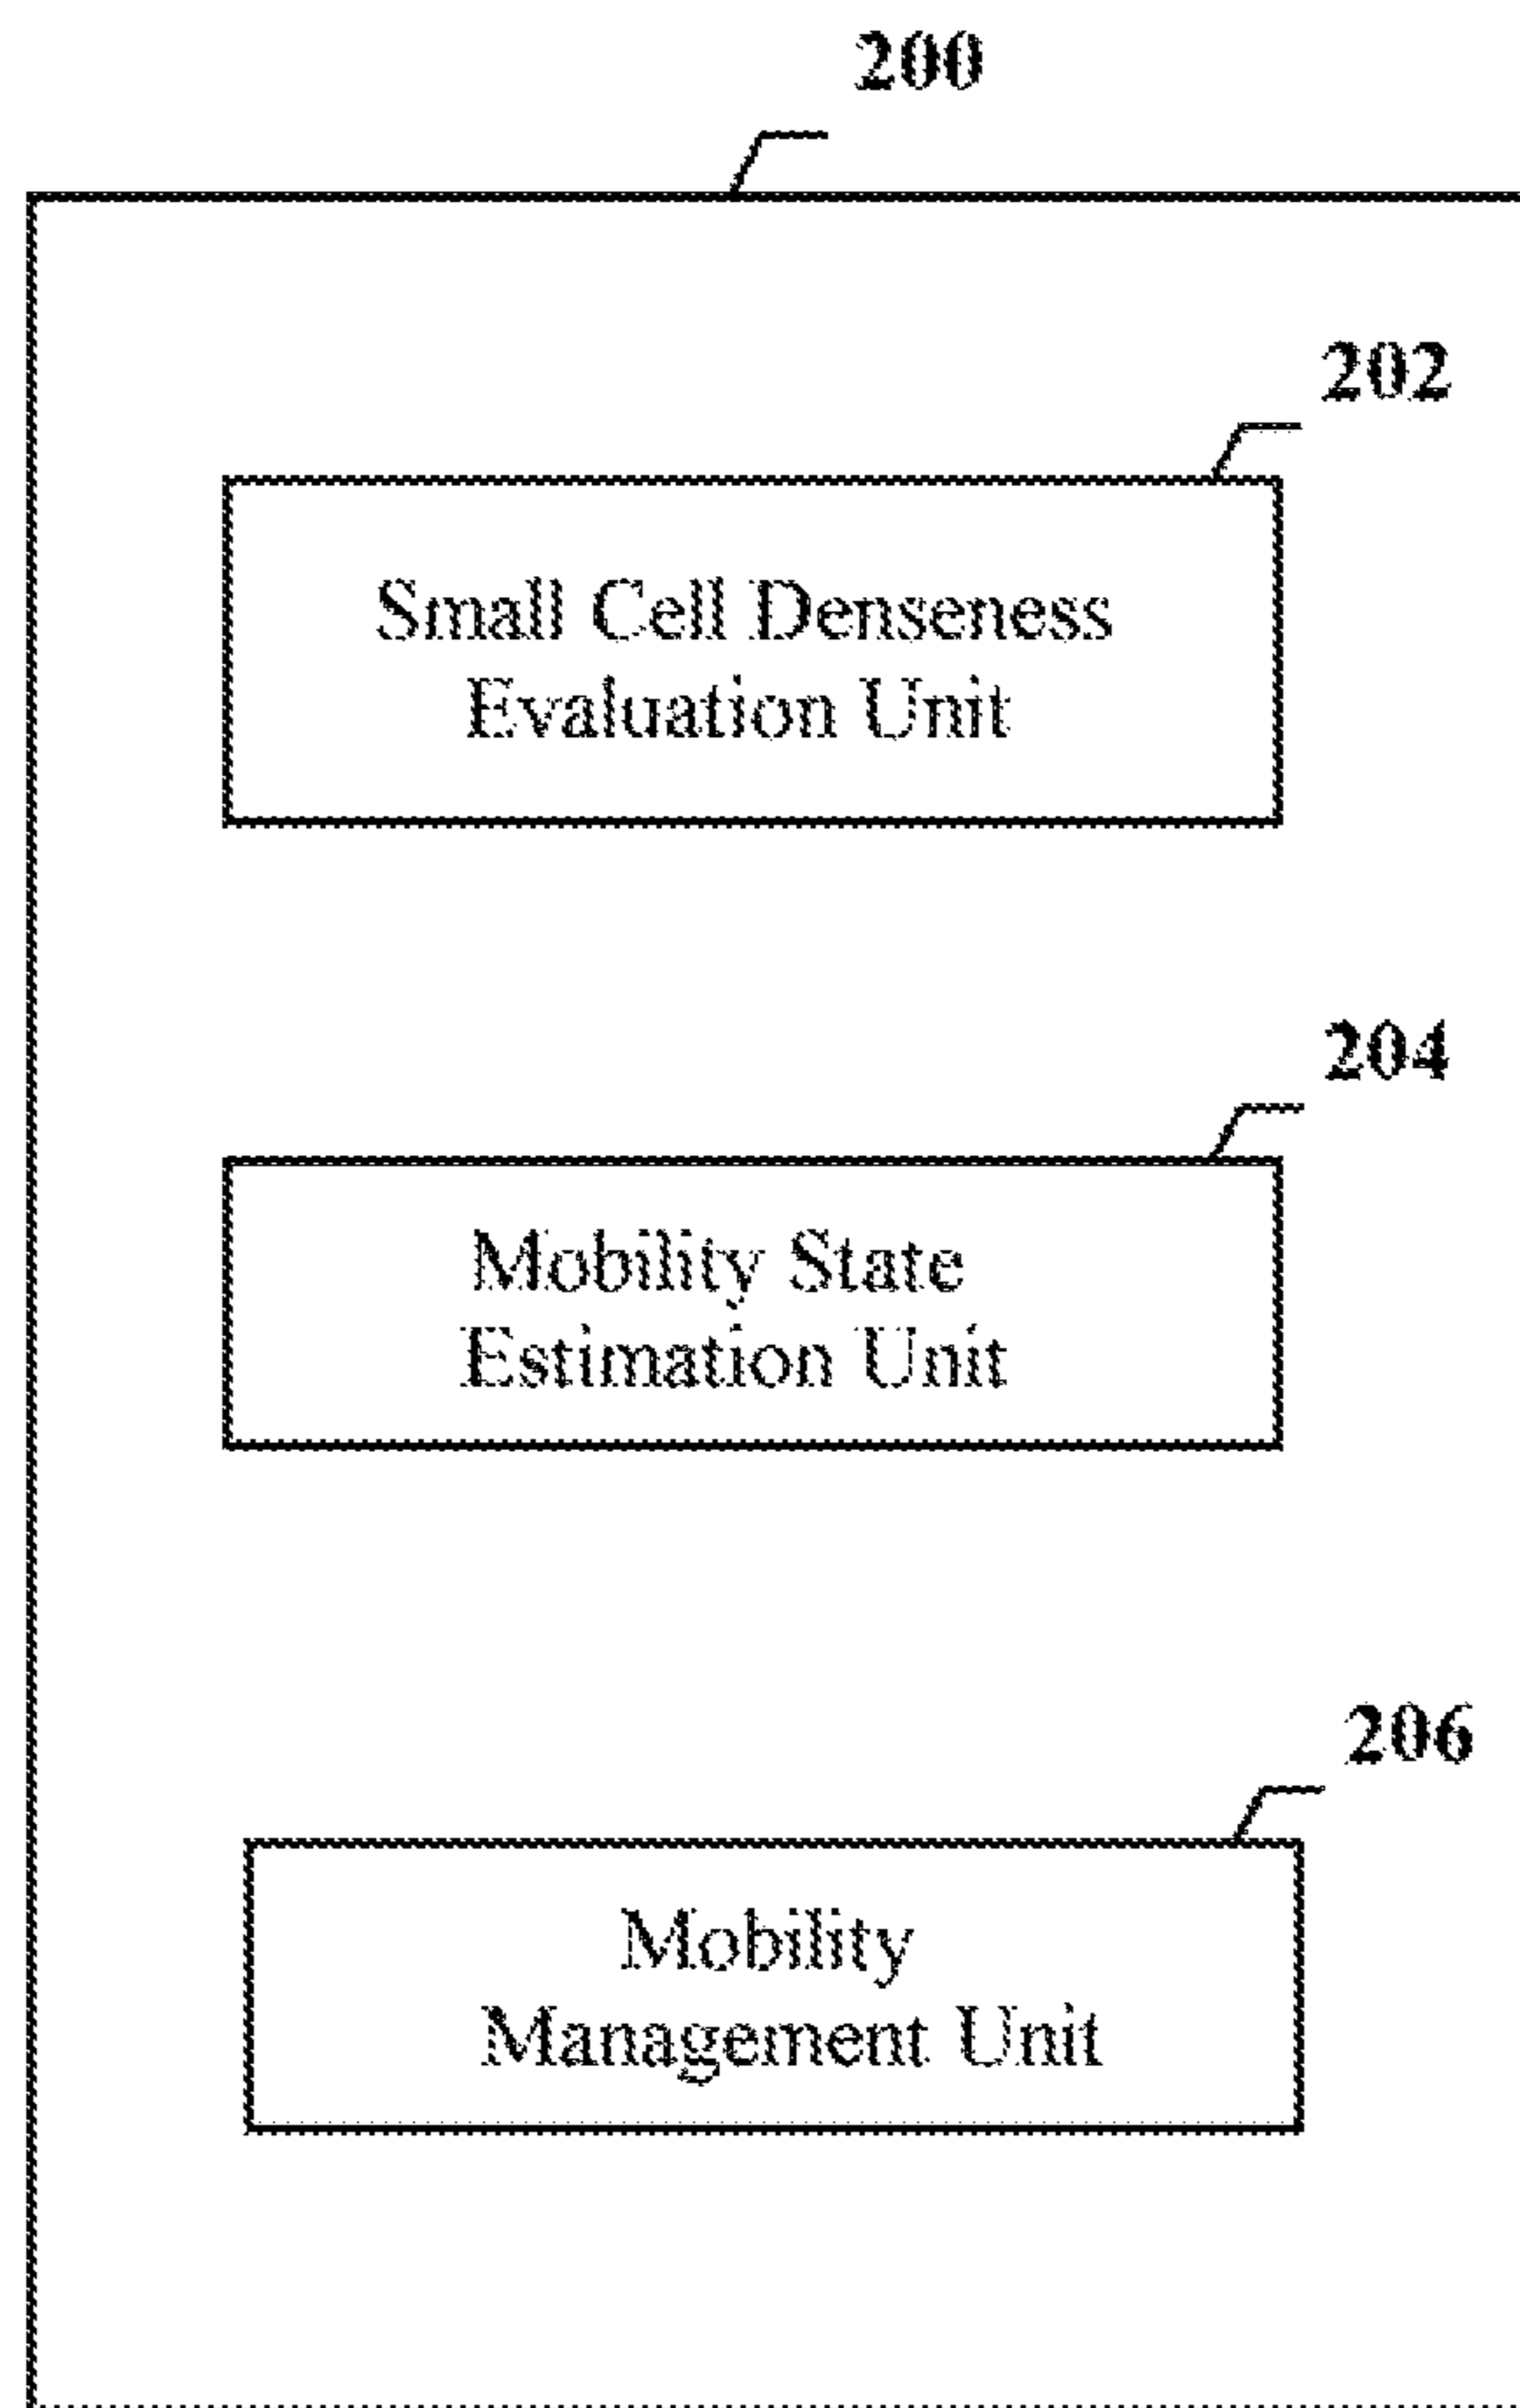 200
202
Small Cell Denseness
Evaluation Unit
204
Mobility State
Estimation Unit
206
Mobility
Management Unit